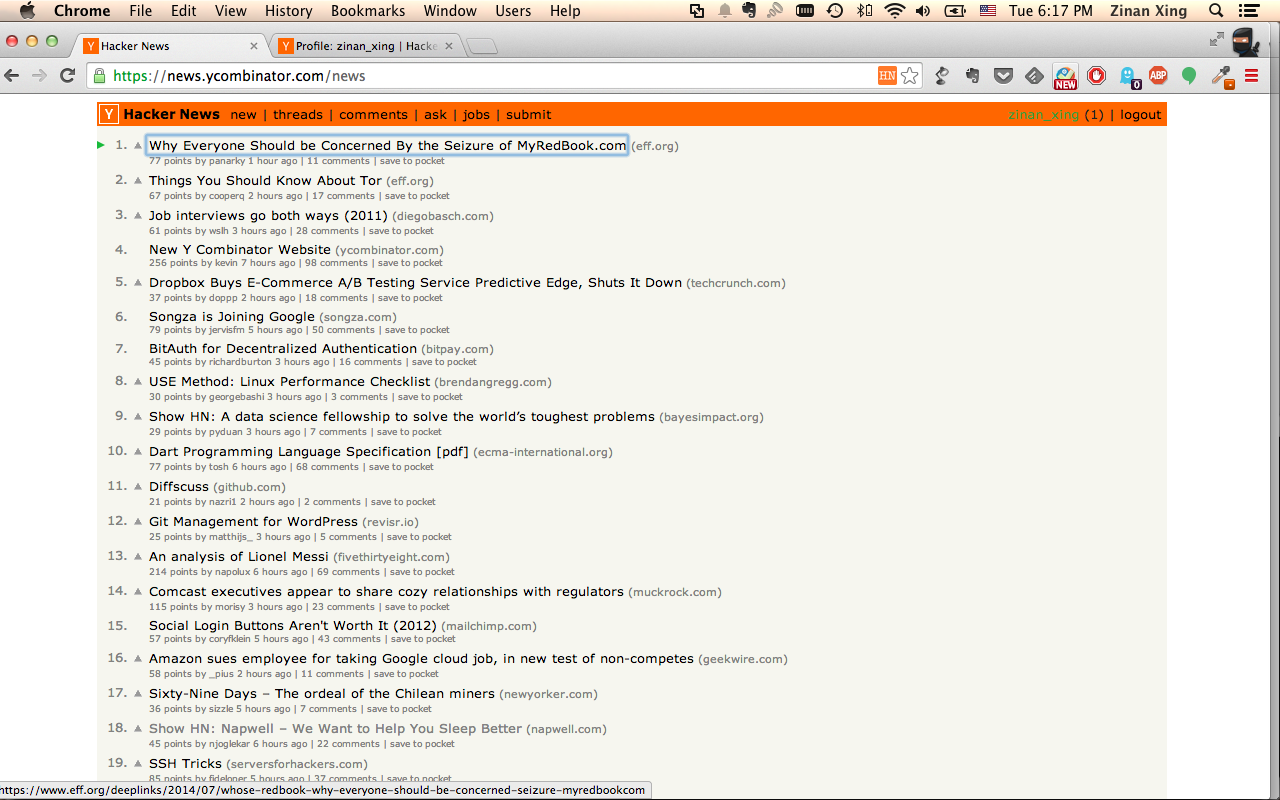 Chrome File Edit View History Bookmarks Window Users Help Tue 6:17 PM Zinan Xing
Y Hacker News
Y Profile: zinan_xing | Hacke
https://news.ycombinator.com/news HN NEW 0 ABP
Y Hacker News new | threads | comments | ask | jobs | submit zinan_xing (1) | logout
1. Why Everyone Should be Concerned By the Seizure of MyRedBook.com (eff.org)
77 points by panarky 1 hour ago | 11 comments | save to pocket
2. Things You Should Know About Tor (eff.org)
67 points by cooperq 2 hours ago | 17 comments | save to pocket
3. Job interviews go both ways (2011) (diegobasch.com)
61 points by wslh 3 hours ago | 28 comments | save to pocket
4. New Y Combinator Website (ycombinator.com)
256 points by kevin 7 hours ago | 98 comments | save to pocket
5. Dropbox Buys E-Commerce A/B Testing Service Predictive Edge, Shuts It Down (techcrunch.com)
37 points by doppp 2 hours ago | 18 comments | save to pocket
6. Songza is Joining Google (songza.com)
79 points by jervisfm 5 hours ago | 50 comments | save to pocket
7. BitAuth for Decentralized Authentication (bitpay.com)
45 points by richardburton 3 hours ago | 16 comments | save to pocket
8. USE Method: Linux Performance Checklist (brendangregg.com)
30 points by georgebashi 3 hours ago | 3 comments | save to pocket
9. Show HN: A data science fellowship to solve the world’s toughest problems (bayesimpact.org)
29 points by pyduan 3 hours ago | 7 comments | save to pocket
10. Dart Programming Language Specification [pdf] (ecma-international.org)
77 points by tosh 6 hours ago | 68 comments | save to pocket
11. Diffscuss (github.com)
21 points by nazri1 2 hours ago | 2 comments | save to pocket
12. Git Management for WordPress (revisr.io)
25 points by matthijs_ 3 hours ago | 5 comments | save to pocket
13. An analysis of Lionel Messi (fivethirtyeight.com)
214 points by napolux 6 hours ago | 69 comments | save to pocket
14. Comcast executives appear to share cozy relationships with regulators (muckrock.com)
115 points by morisy 3 hours ago | 23 comments | save to pocket
15. Social Login Buttons Aren't Worth It (2012) (mailchimp.com)
57 points by coryfklein 5 hours ago | 43 comments | save to pocket
16. Amazon sues employee for taking Google cloud job, in new test of non-competes (geekwire.com)
58 points by _pius 2 hours ago | 11 comments | save to pocket
17. Sixty-Nine Days – The ordeal of the Chilean miners (newyorker.com)
36 points by sizzle 5 hours ago | 7 comments | save to pocket
18. Show HN: Napwell – We Want to Help You Sleep Better (napwell.com)
45 points by njoglekar 6 hours ago | 22 comments | save to pocket
19. SSH Tricks (serversforhackers.com)
85 points by fideloper 5 hours ago | 37 comments | save to pocket
https://www.eff.org/deeplinks/2014/07/whose-redbook-why-everyone-should-be-concerned-seizure-myredbookcom